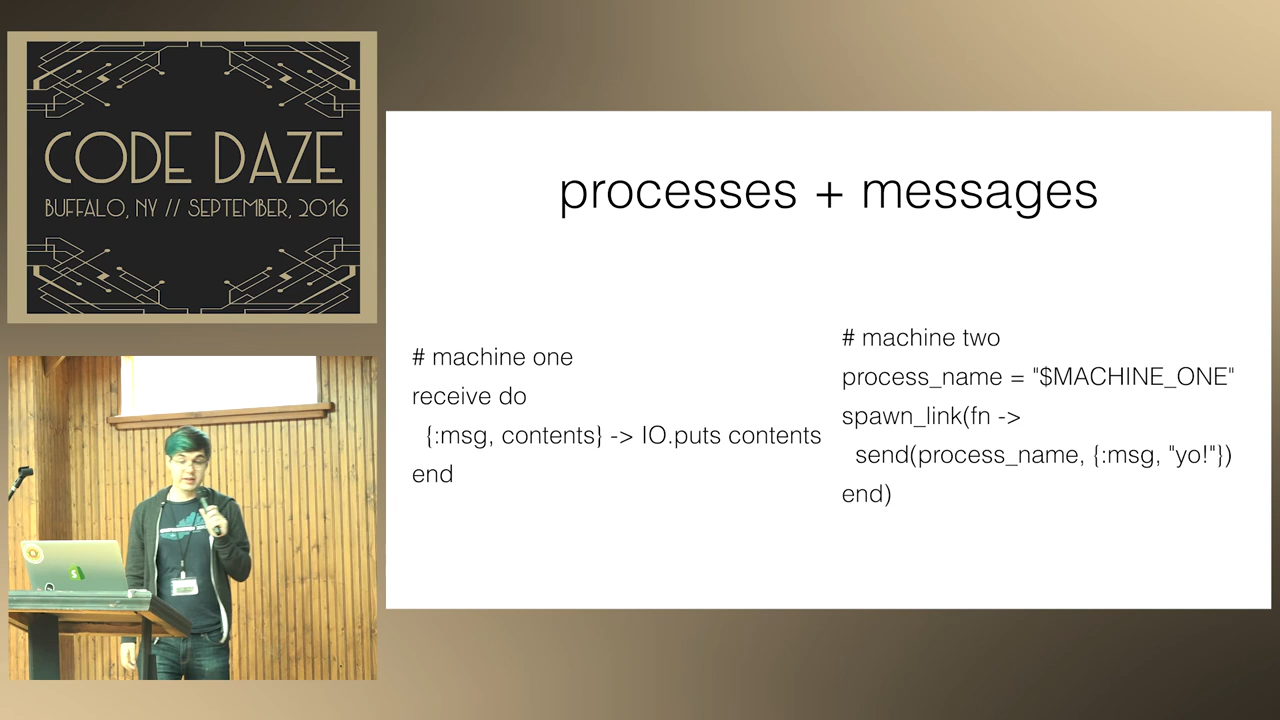 CODE DAZE
BUFFALO, NY // SEPTEMBER, 2016
processes + messages
# machine one
receive do
{:msg, contents} -> IO.puts contents
end
# machine two
process_name = "$MACHINE_ONE"
spawn_link(fn ->
send(process_name, {:msg, "yo!"})
end)